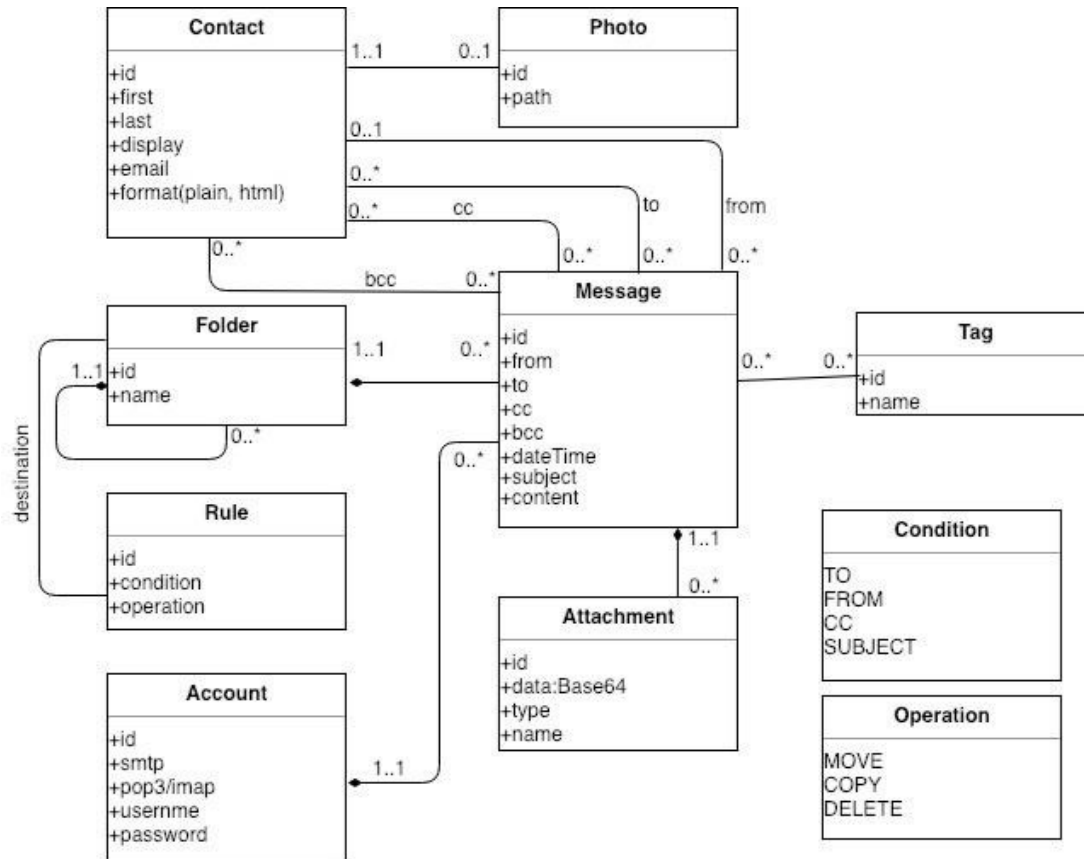 Contact
+id
+first
+last
+display
+email
+format(plain, html)
1..1
0..1
Photo
+id
+path
0..1
0..*
to
from
0..*
cc
0..*
0..*
0..*
0..*
bcc
0..*
Message
+id
+from
+to
+cc
+bcc
+dateTime
+subject
+content
Folder
+id
+name
1..1
0..*
1..1
0..*
destination
0..*
0..*
0..*
Tag
+id
+name
Rule
+id
+condition
+operation
1..1
0..*
Attachment
+id
+data:Base64
+type
+name
Condition
TO
FROM
CC
SUBJECT
Account
+id
+smtp
+pop3/imap
+usernme
+password
1..1
Operation
MOVE
COPY
DELETE